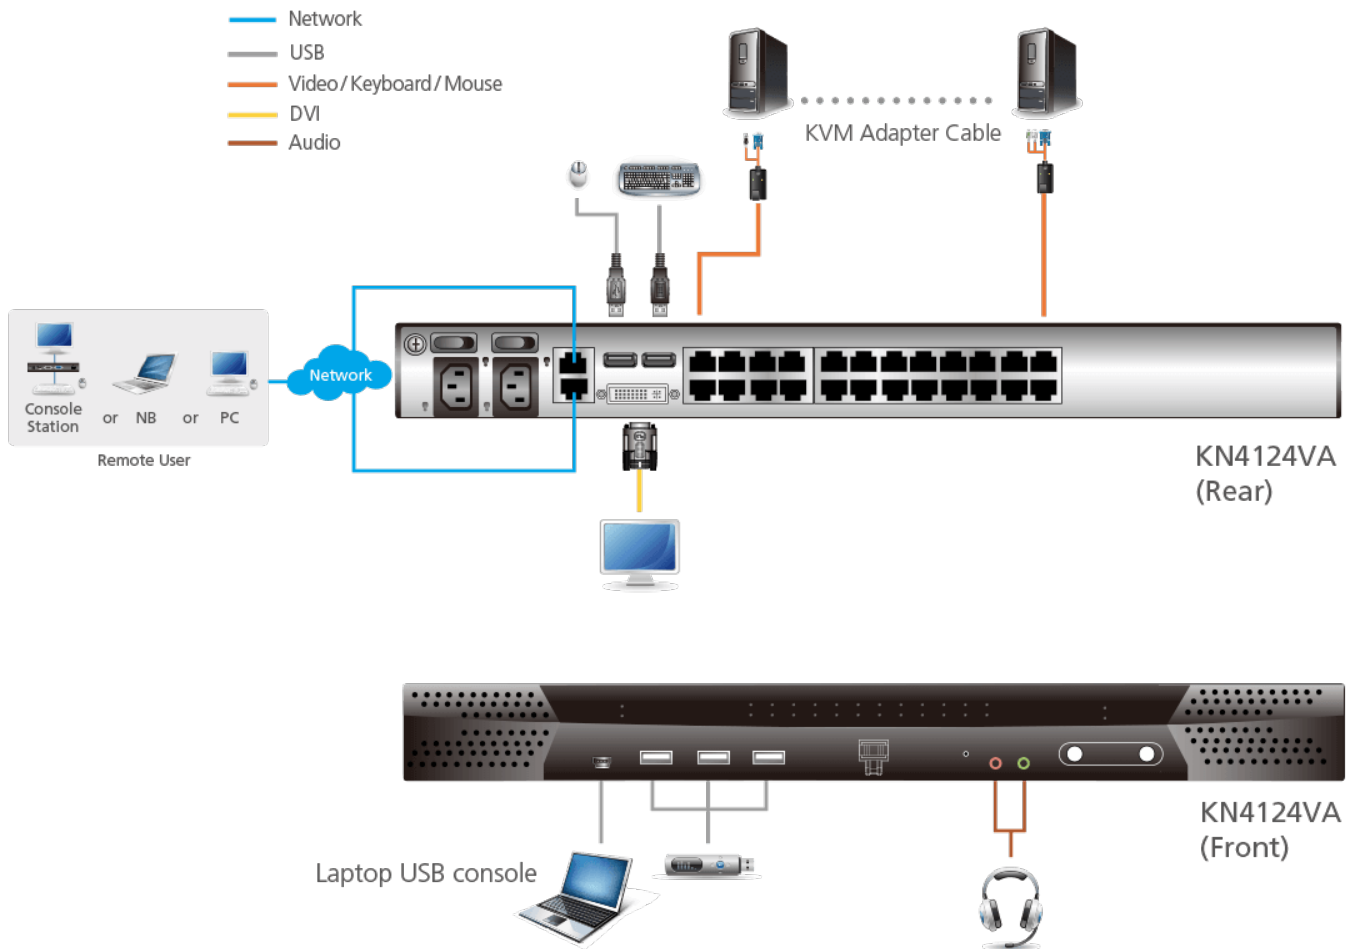 Network
USB
Video/Keyboard/Mouse
DVI
Audio
KVM Adapter Cable
Network
Console
Station
or
NB
or
PC
Remote User
KN4124VA
(Rear)
KN4124VA
(Front)
Laptop USB console